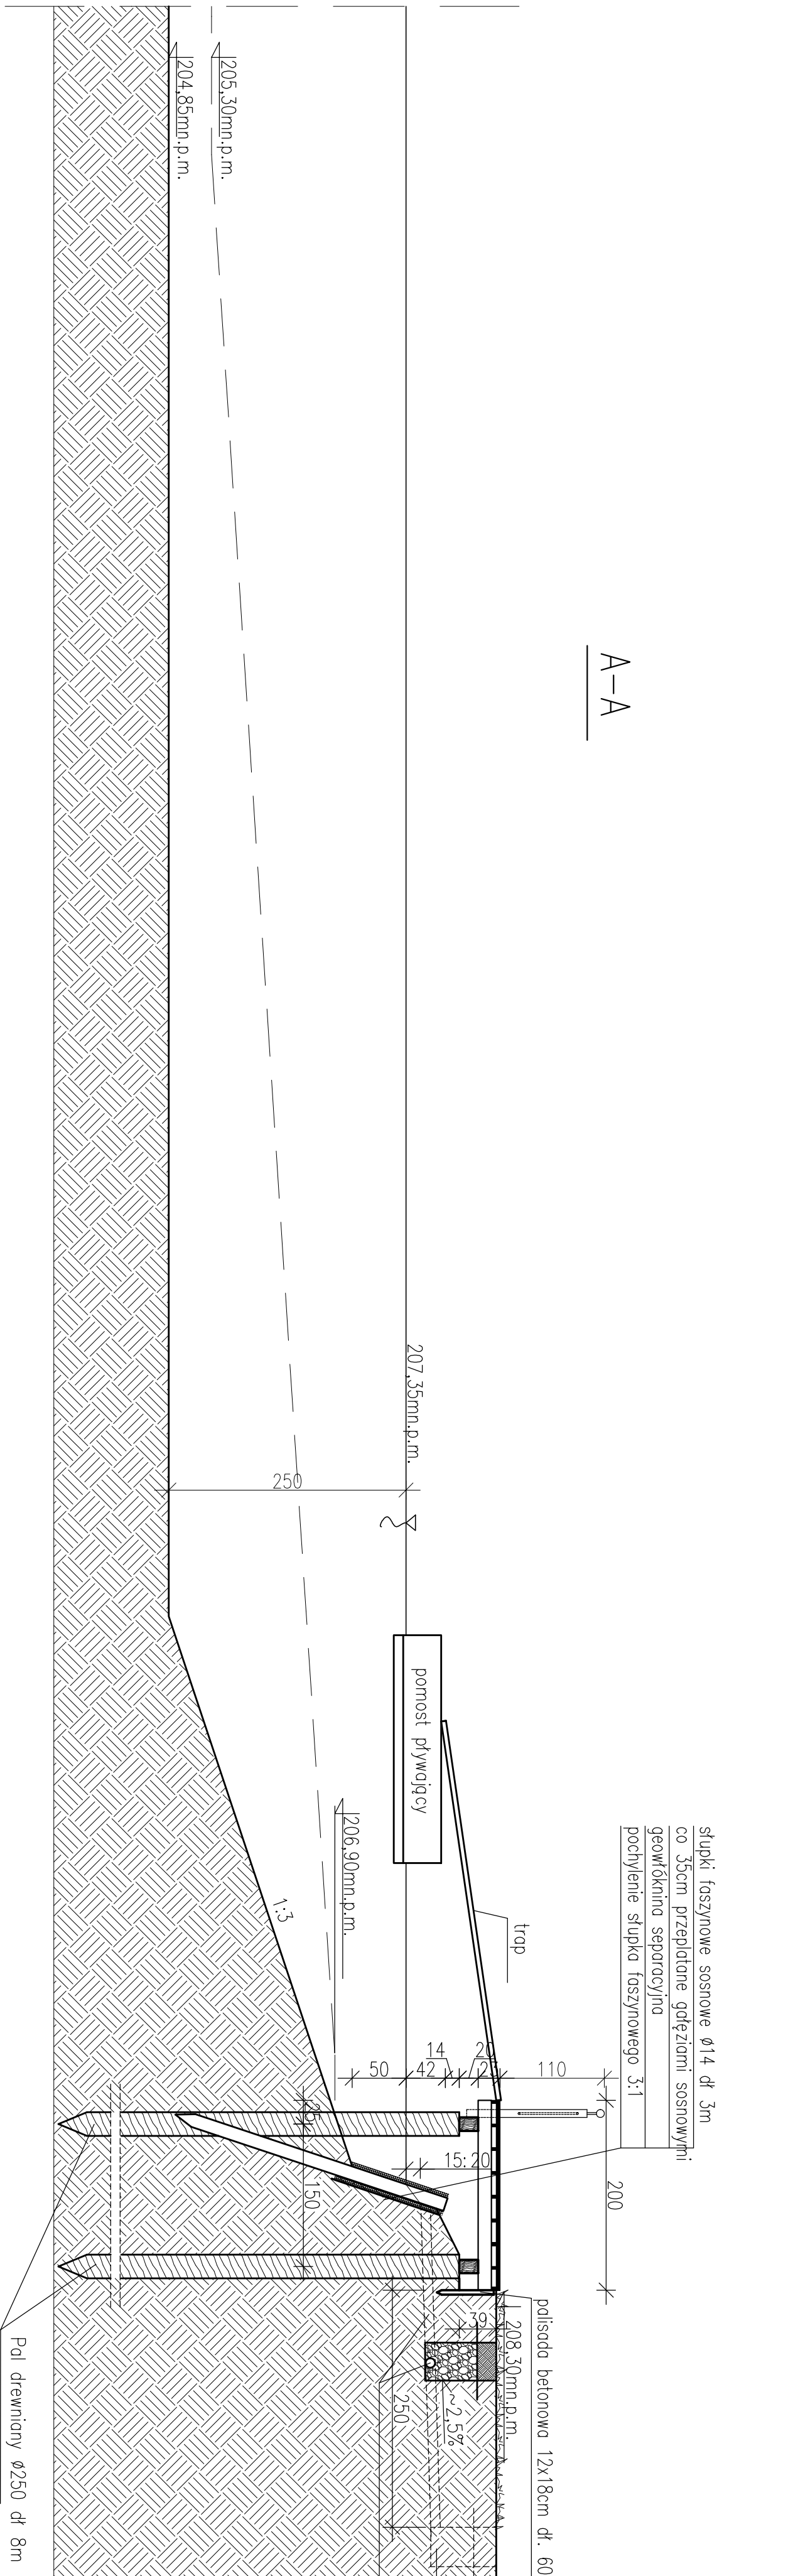 A-A
słupki faszynowe sosnowe Ø14 dł 3m
co 35cm przeplatane gałęziami sosnowymi
geowłóknina separacyjna
pochylenie słupka faszynowego 3:1
205,30mn.p.m.
204,85mn.p.m.
207,35mn.p.m.
250
pomost pływający
trap
206,90mn.p.m.
1:3
110
20
14
42
50
200
15
20
25
150
palisada betonowa 12x18cm dł. 60
208,30mn.p.m.
39
~2,5%
250
Pal drewniany Ø250 dł 8m